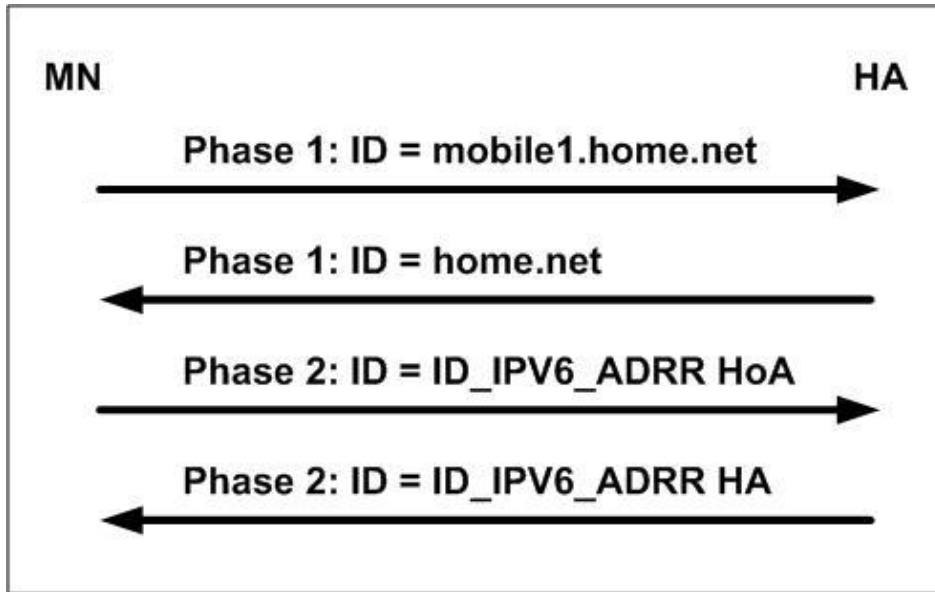 MN HA
Phase 1: ID = mobile1.home.net
Phase 1: ID = home.net
Phase 2: ID = ID_IPV6_ADRR HoA
Phase 2: ID = ID_IPV6_ADRR HA